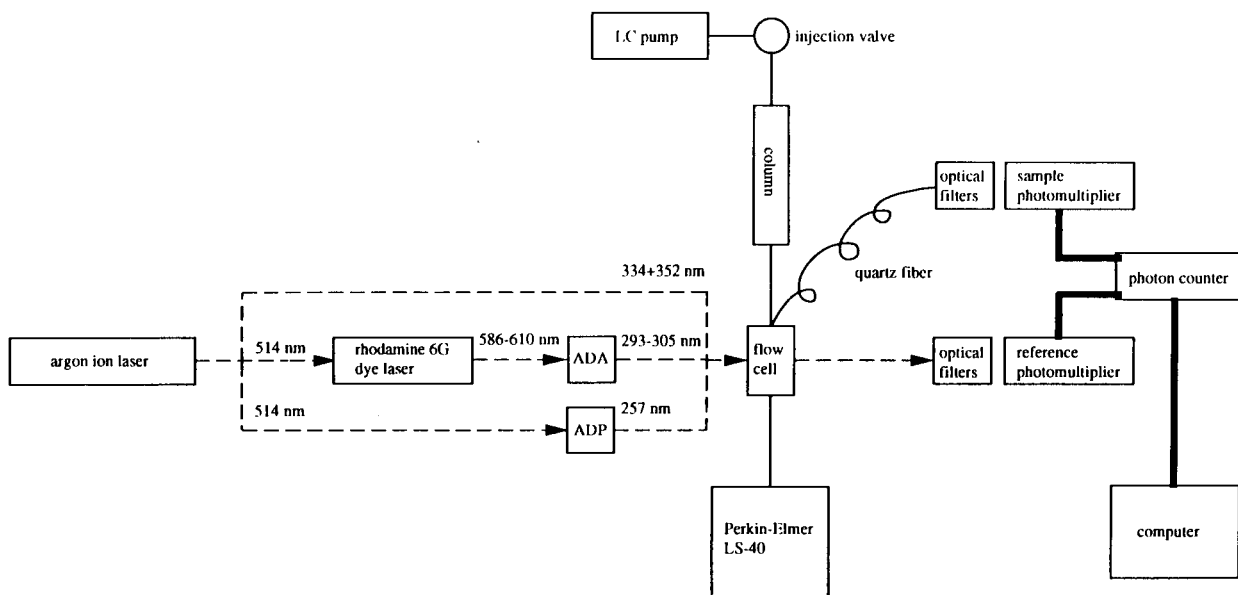 LC pump
injection valve
column
optical
filters
sample
photomultiplier
quartz fiber
photon counter
334+352 nm
argon ion laser
514 nm
rhodamine 6G
dye laser
586-610 nm
ADA
293-305 nm
flow
cell
optical
filters
reference
photomultiplier
514 nm
ADP
257 nm
Perkin-Elmer
LS-40
computer